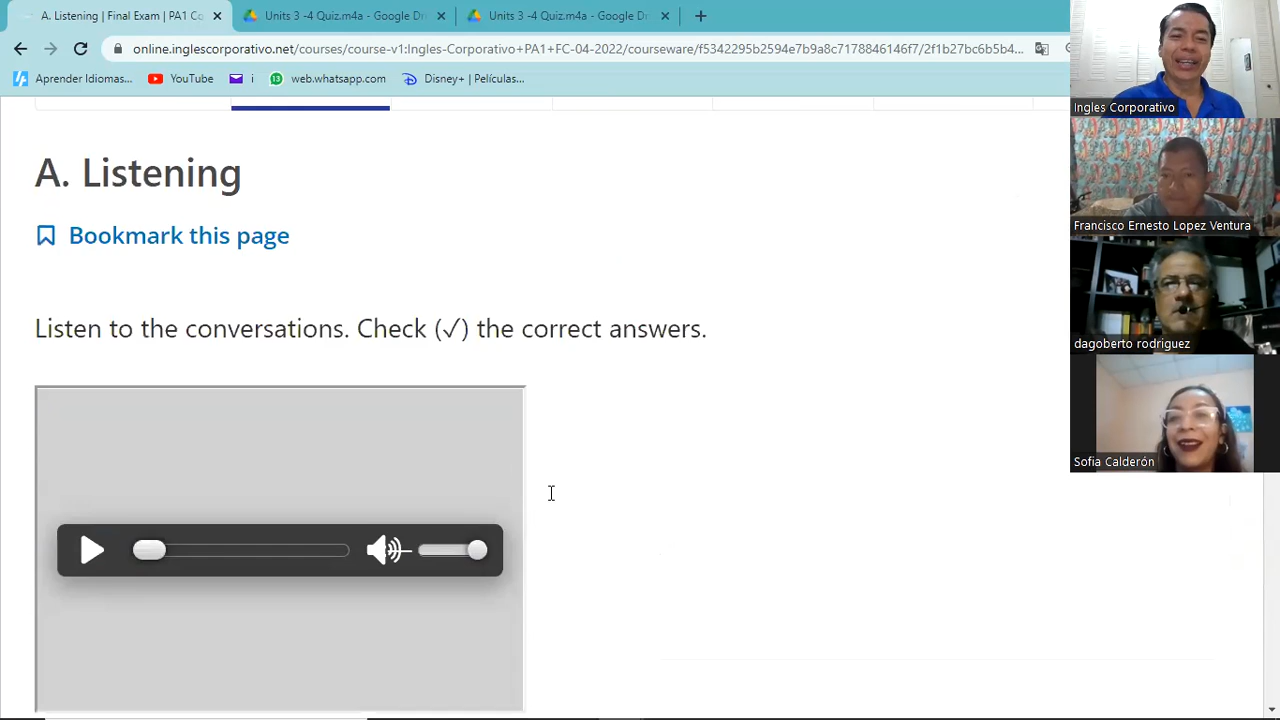 A. Listening | Final Exam | PA1 Co
Units 3 -4 Quiz.m4a - Google Dri
Units 3 -4 Quiz.m4a - Google Dri
online.inglescorporativo.net/courses/course-v1:Ingles-Corporativo+PA1+FC-04-2022/courseware/f5342295b2594e7b9a8c7178846146f7/2f1b27bc6b5b4...
Aprender Idiomas...
YouTube
i
web.whatsapp.com
Disney+ | Películas...
A. Listening
Bookmark this page
Listen to the conversations. Check (✓) the correct answers.
Ingles Corporativo
Francisco Ernesto Lopez Ventura
dagoberto rodriguez
Sofia Calderón